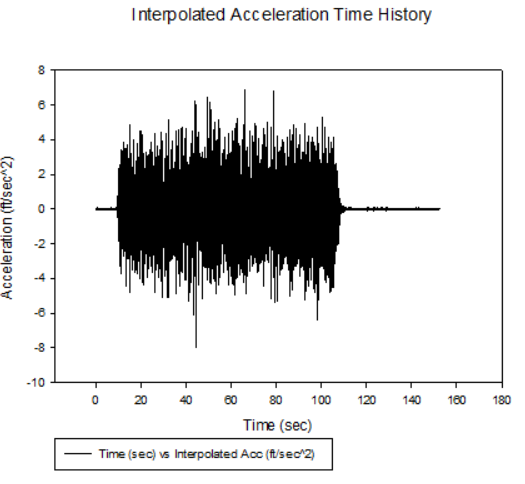 Interpolated Acceleration Time History
8
6
4
2
0
-2
-4
-6
-8
-10
Acceleration (ft/sec^2)
0 20 40 60 80 100 120 140 160 180
Time (sec)
Time (sec) vs Interpolated Acc (ft/sec^2)